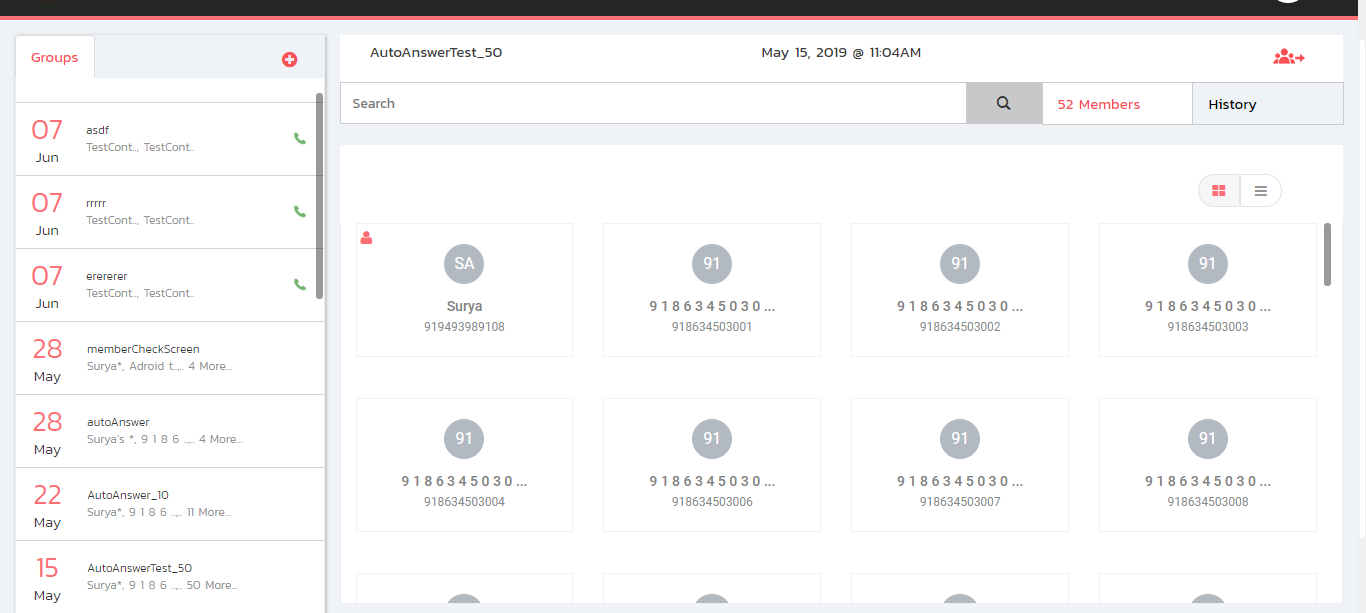 Groups
07
Jun
asdf
TestCont.., TestCont..
07
Jun
rrrrr
TestCont.., TestCont..
07
Jun
erererer
TestCont.., TestCont..
28
May
memberCheckScreen
Surya*, Adroid t..,.. 4 More...
28
May
autoAnswer
Surya's *, 9 1 8 6 ..,.. 4 More...
22
May
AutoAnswer_10
Surya*, 9 1 8 6 ..,.. 11 More...
15
May
AutoAnswerTest_50
Surya*, 9 1 8 6 ..,.. 50 More...
AutoAnswerTest_50 May 15, 2019 @ 11:04AM
Search 52 Members History
SA 91 91 91
Surya 9 1 8 6 3 4 5 0 3 0 ... 9 1 8 6 3 4 5 0 3 0 ... 9 1 8 6 3 4 5 0 3 0 ...
919493989108 918634503001 918634503002 918634503003
91 91 91 91
9 1 8 6 3 4 5 0 3 0 ... 9 1 8 6 3 4 5 0 3 0 ... 9 1 8 6 3 4 5 0 3 0 ... 9 1 8 6 3 4 5 0 3 0 ...
918634503004 918634503006 918634503007 918634503008